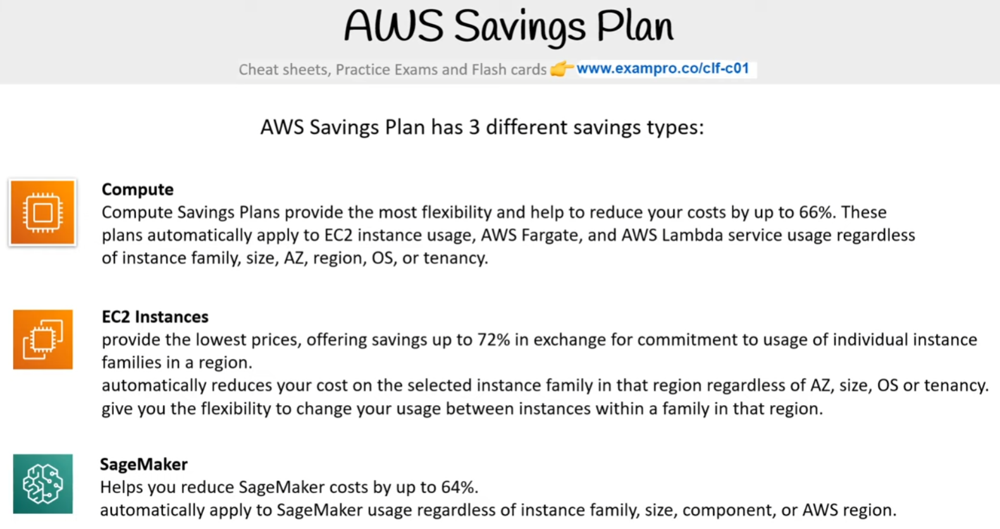 AWS Savings Plan
Cheat sheets, Practice Exams and Flash cards 👉 www.exampro.co/clf-c01
AWS Savings Plan has 3 different savings types:
Compute
Compute Savings Plans provide the most flexibility and help to reduce your costs by up to 66%. These
plans automatically apply to EC2 instance usage, AWS Fargate, and AWS Lambda service usage regardless
of instance family, size, AZ, region, OS, or tenancy.
EC2 Instances
provide the lowest prices, offering savings up to 72% in exchange for commitment to usage of individual instance
families in a region.
automatically reduces your cost on the selected instance family in that region regardless of AZ, size, OS or tenancy.
give you the flexibility to change your usage between instances within a family in that region.
SageMaker
Helps you reduce SageMaker costs by up to 64%.
automatically apply to SageMaker usage regardless of instance family, size, component, or AWS region.